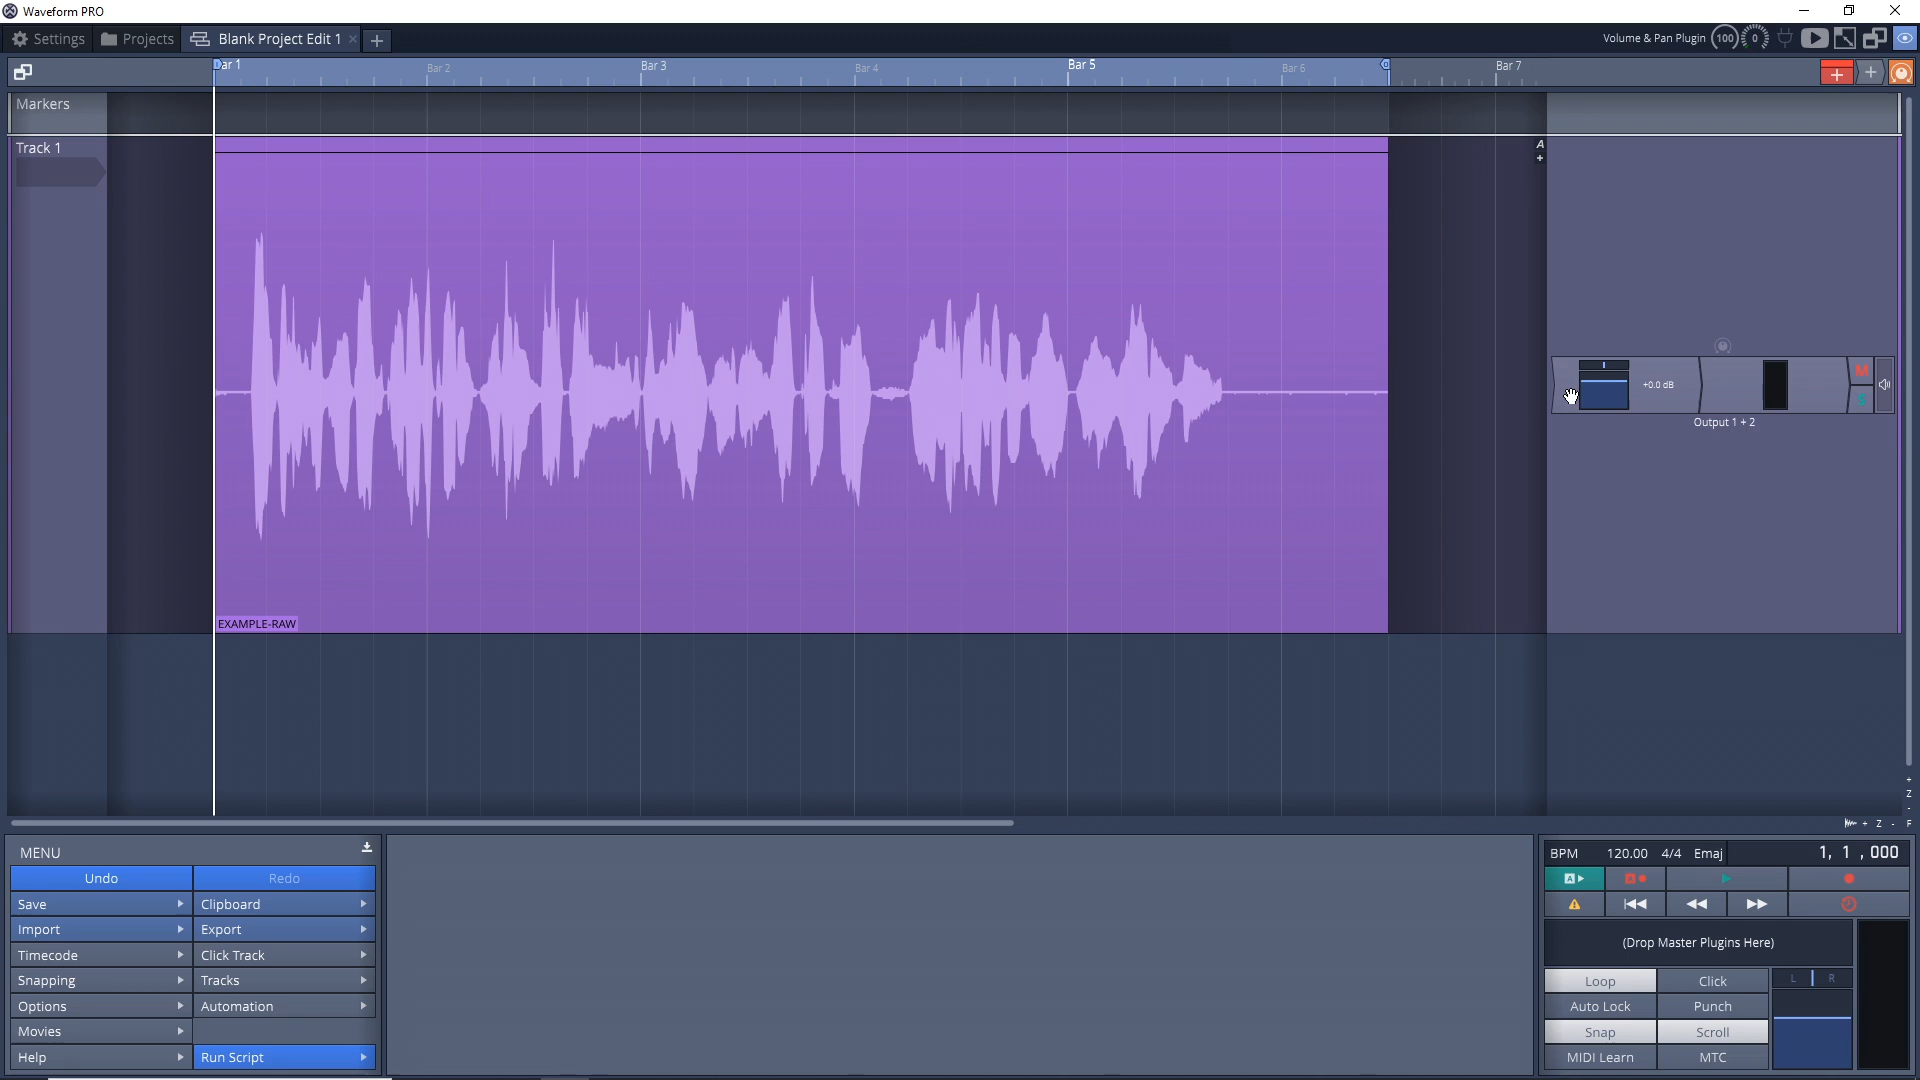 Waveform PRO
Settings
Projects
Blank Project Edit 1
Volume & Pan Plugin
100
0
Bar 1
Bar 2
Bar 3
Bar 4
Bar 5
Bar 6
Bar 7
Markers
Track 1
A
+
+0.0 dB
M
S
Output 1 + 2
EXAMPLE-RAW
+
Z
-
+ Z - F
MENU
Undo
Redo
Save
Clipboard
Import
Export
Timecode
Click Track
Snapping
Tracks
Options
Automation
Movies
Help
Run Script
BPM 120.00 4/4 Emaj
1, 1 , 000
A
A
(Drop Master Plugins Here)
Loop
Click
L R
Auto Lock
Punch
Snap
Scroll
MIDI Learn
MTC